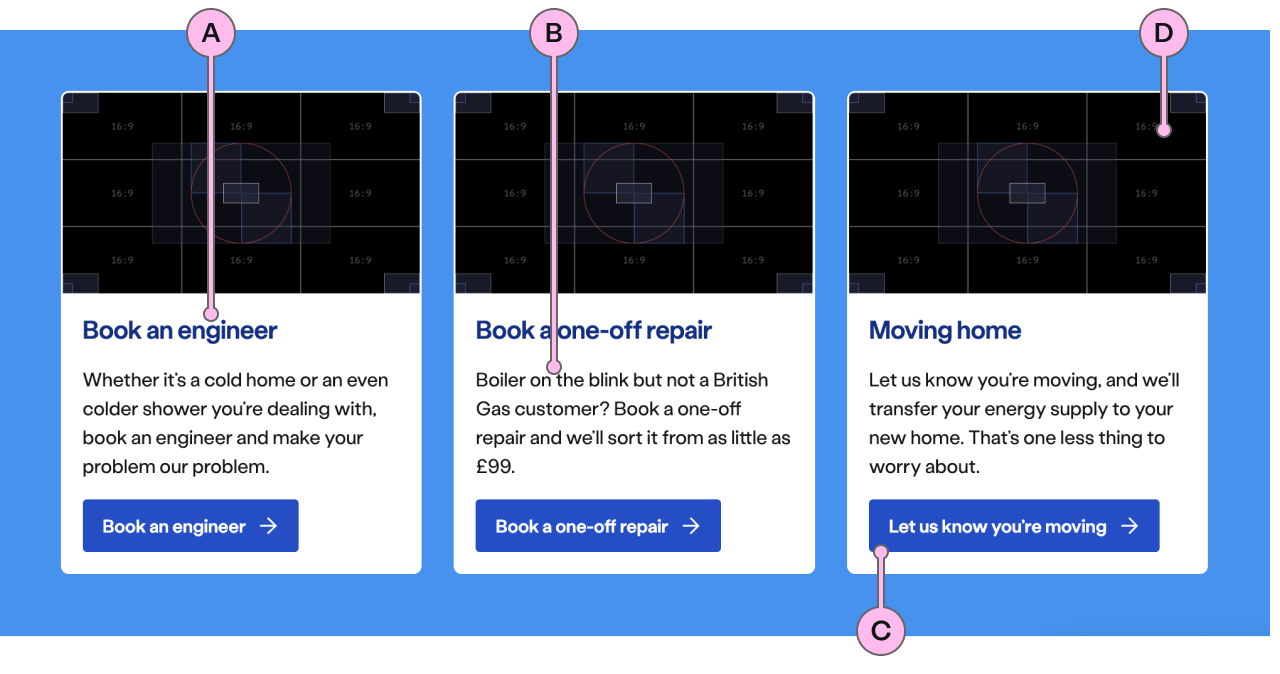 A
B
D
16:9 16:9 16:9
16:9 16:9 16:9
16:9 16:9 16:9
16:9 16:9 16:9
16:9 16:9 16:9
16:9 16:9 16:9
16:9 16:9 16:9
16:9 16:9
16:9 16:9 16:9
Book an engineer
Whether it’s a cold home or an even
colder shower you’re dealing with,
book an engineer and make your
problem our problem.
Book an engineer →
Book a one-off repair
Boiler on the blink but not a British
Gas customer? Book a one-off
repair and we’ll sort it from as little as
£99.
Book a one-off repair →
Moving home
Let us know you’re moving, and we’ll
transfer your energy supply to your
new home. That’s one less thing to
worry about.
Let us know you’re moving →
C